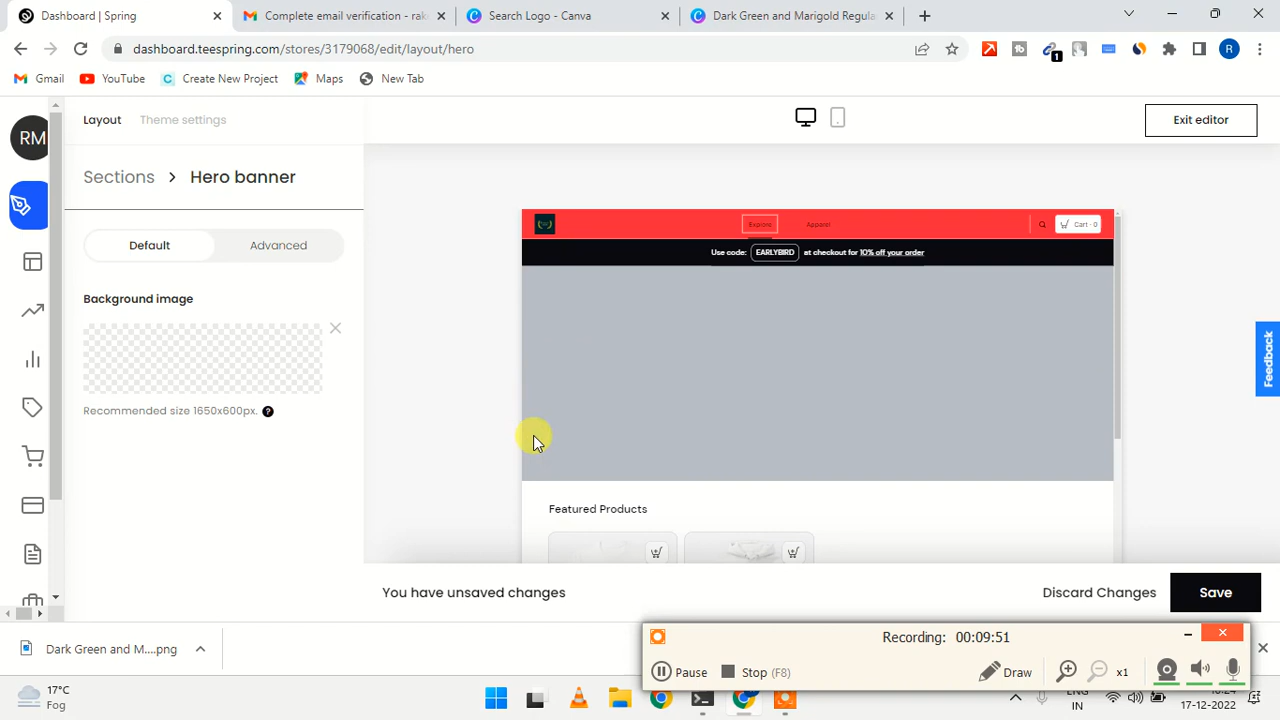 Dashboard | Spring
Complete email verification - rak
Search Logo - Canva
Dark Green and Marigold Regula
dashboard.teespring.com/stores/3179068/edit/layout/hero
1
R
Gmail
YouTube
Create New Project
Maps
New Tab
RM
Layout
Theme settings
Exit editor
Sections > Hero banner
Default
Advanced
Background image
Recommended size 1650x600px. ?
Explore
Apparel
Cart - 0
Use code: EARLYBIRD at checkout for 10% off your order
Featured Products
Feedback
You have unsaved changes
Discard Changes
Save
Dark Green and M....png
Recording: 00:09:51
Pause
Stop (F8)
Draw
x1
17°C
Fog
ENG
IN
17-12-2022